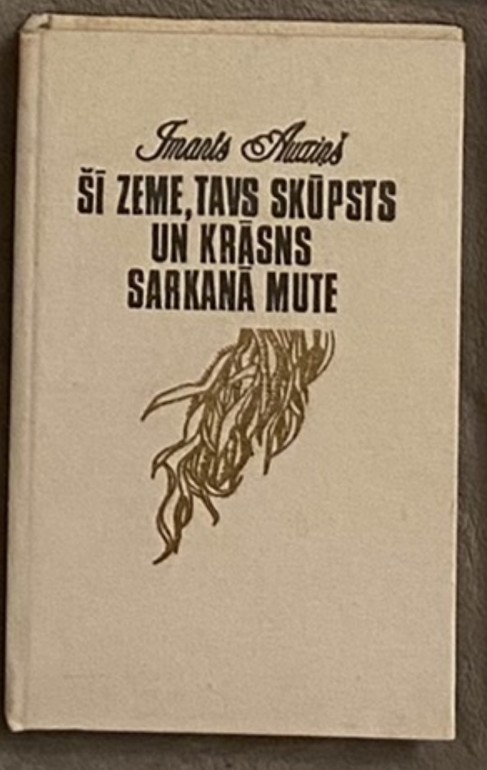 Imants Auziņš
ŠĪ ZEME, TAVS SKŪPSTS
UN KRĀSNS
SARKANĀ MUTE